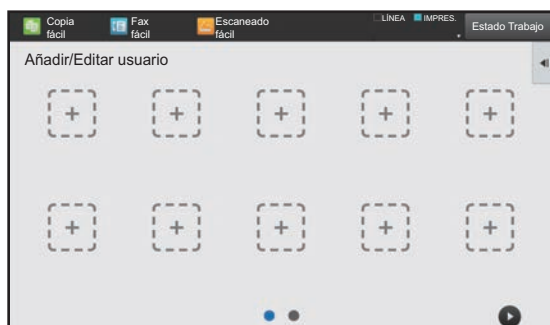 Copia
fácil
Fax
fácil
Escaneado
fácil
LÍNEA
IMPRES.
Estado Trabajo
Añadir/Editar usuario